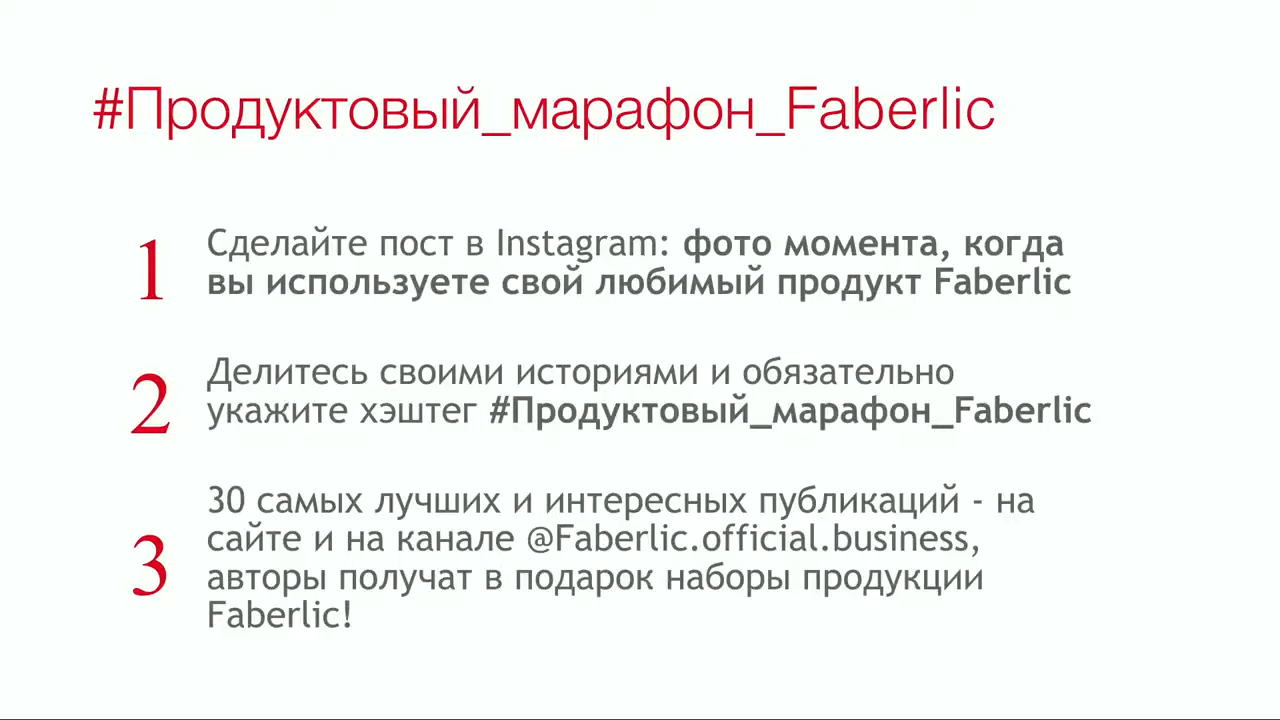 #Продуктовый_марафон_Faberlic
1
Сделайте пост в Instagram: фото момента, когда
вы используете свой любимый продукт Faberlic
2
Делитесь своими историями и обязательно
укажите хэштег #Продуктовый_марафон_Faberlic
3
30 самых лучших и интересных публикаций - на
сайте и на канале @Faberlic.official.business,
авторы получат в подарок наборы продукции
Faberlic!